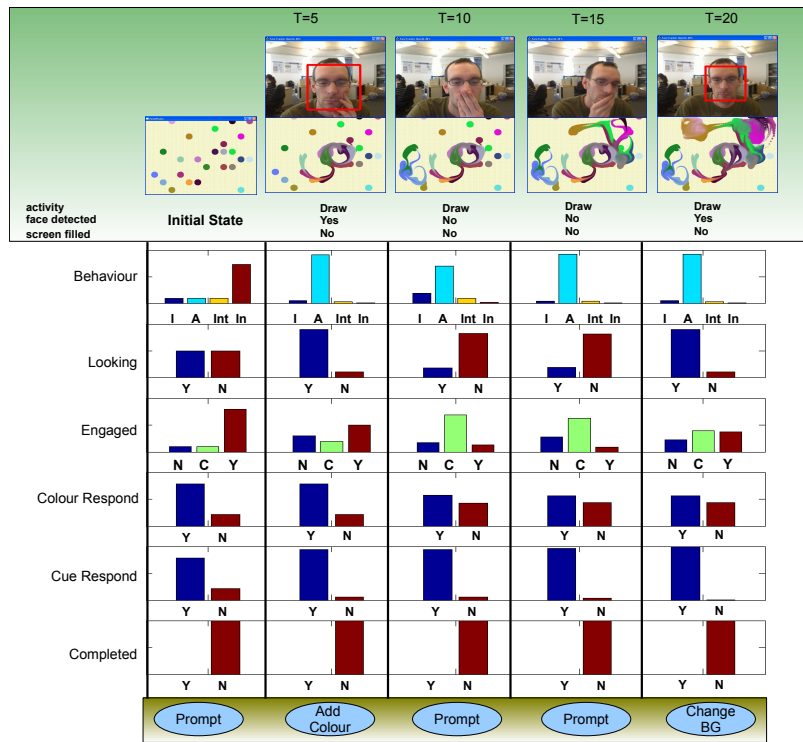 T=5 T=10 T=15 T=20
activity Draw Draw Draw Draw
face detected Initial State Yes No No Yes
screen filled No No No No
Behaviour
I A Int In I A Int In I A Int In I A Int In I A Int In
Looking
Y N Y N Y N Y N Y N
Engaged
N C Y N C Y N C Y N C Y N C Y
Colour Respond
Y N Y N Y N Y N Y N
Cue Respond
Y N Y N Y N Y N Y N
Completed
Y N Y N Y N Y N Y N
Prompt Add Prompt Prompt Change
Colour BG